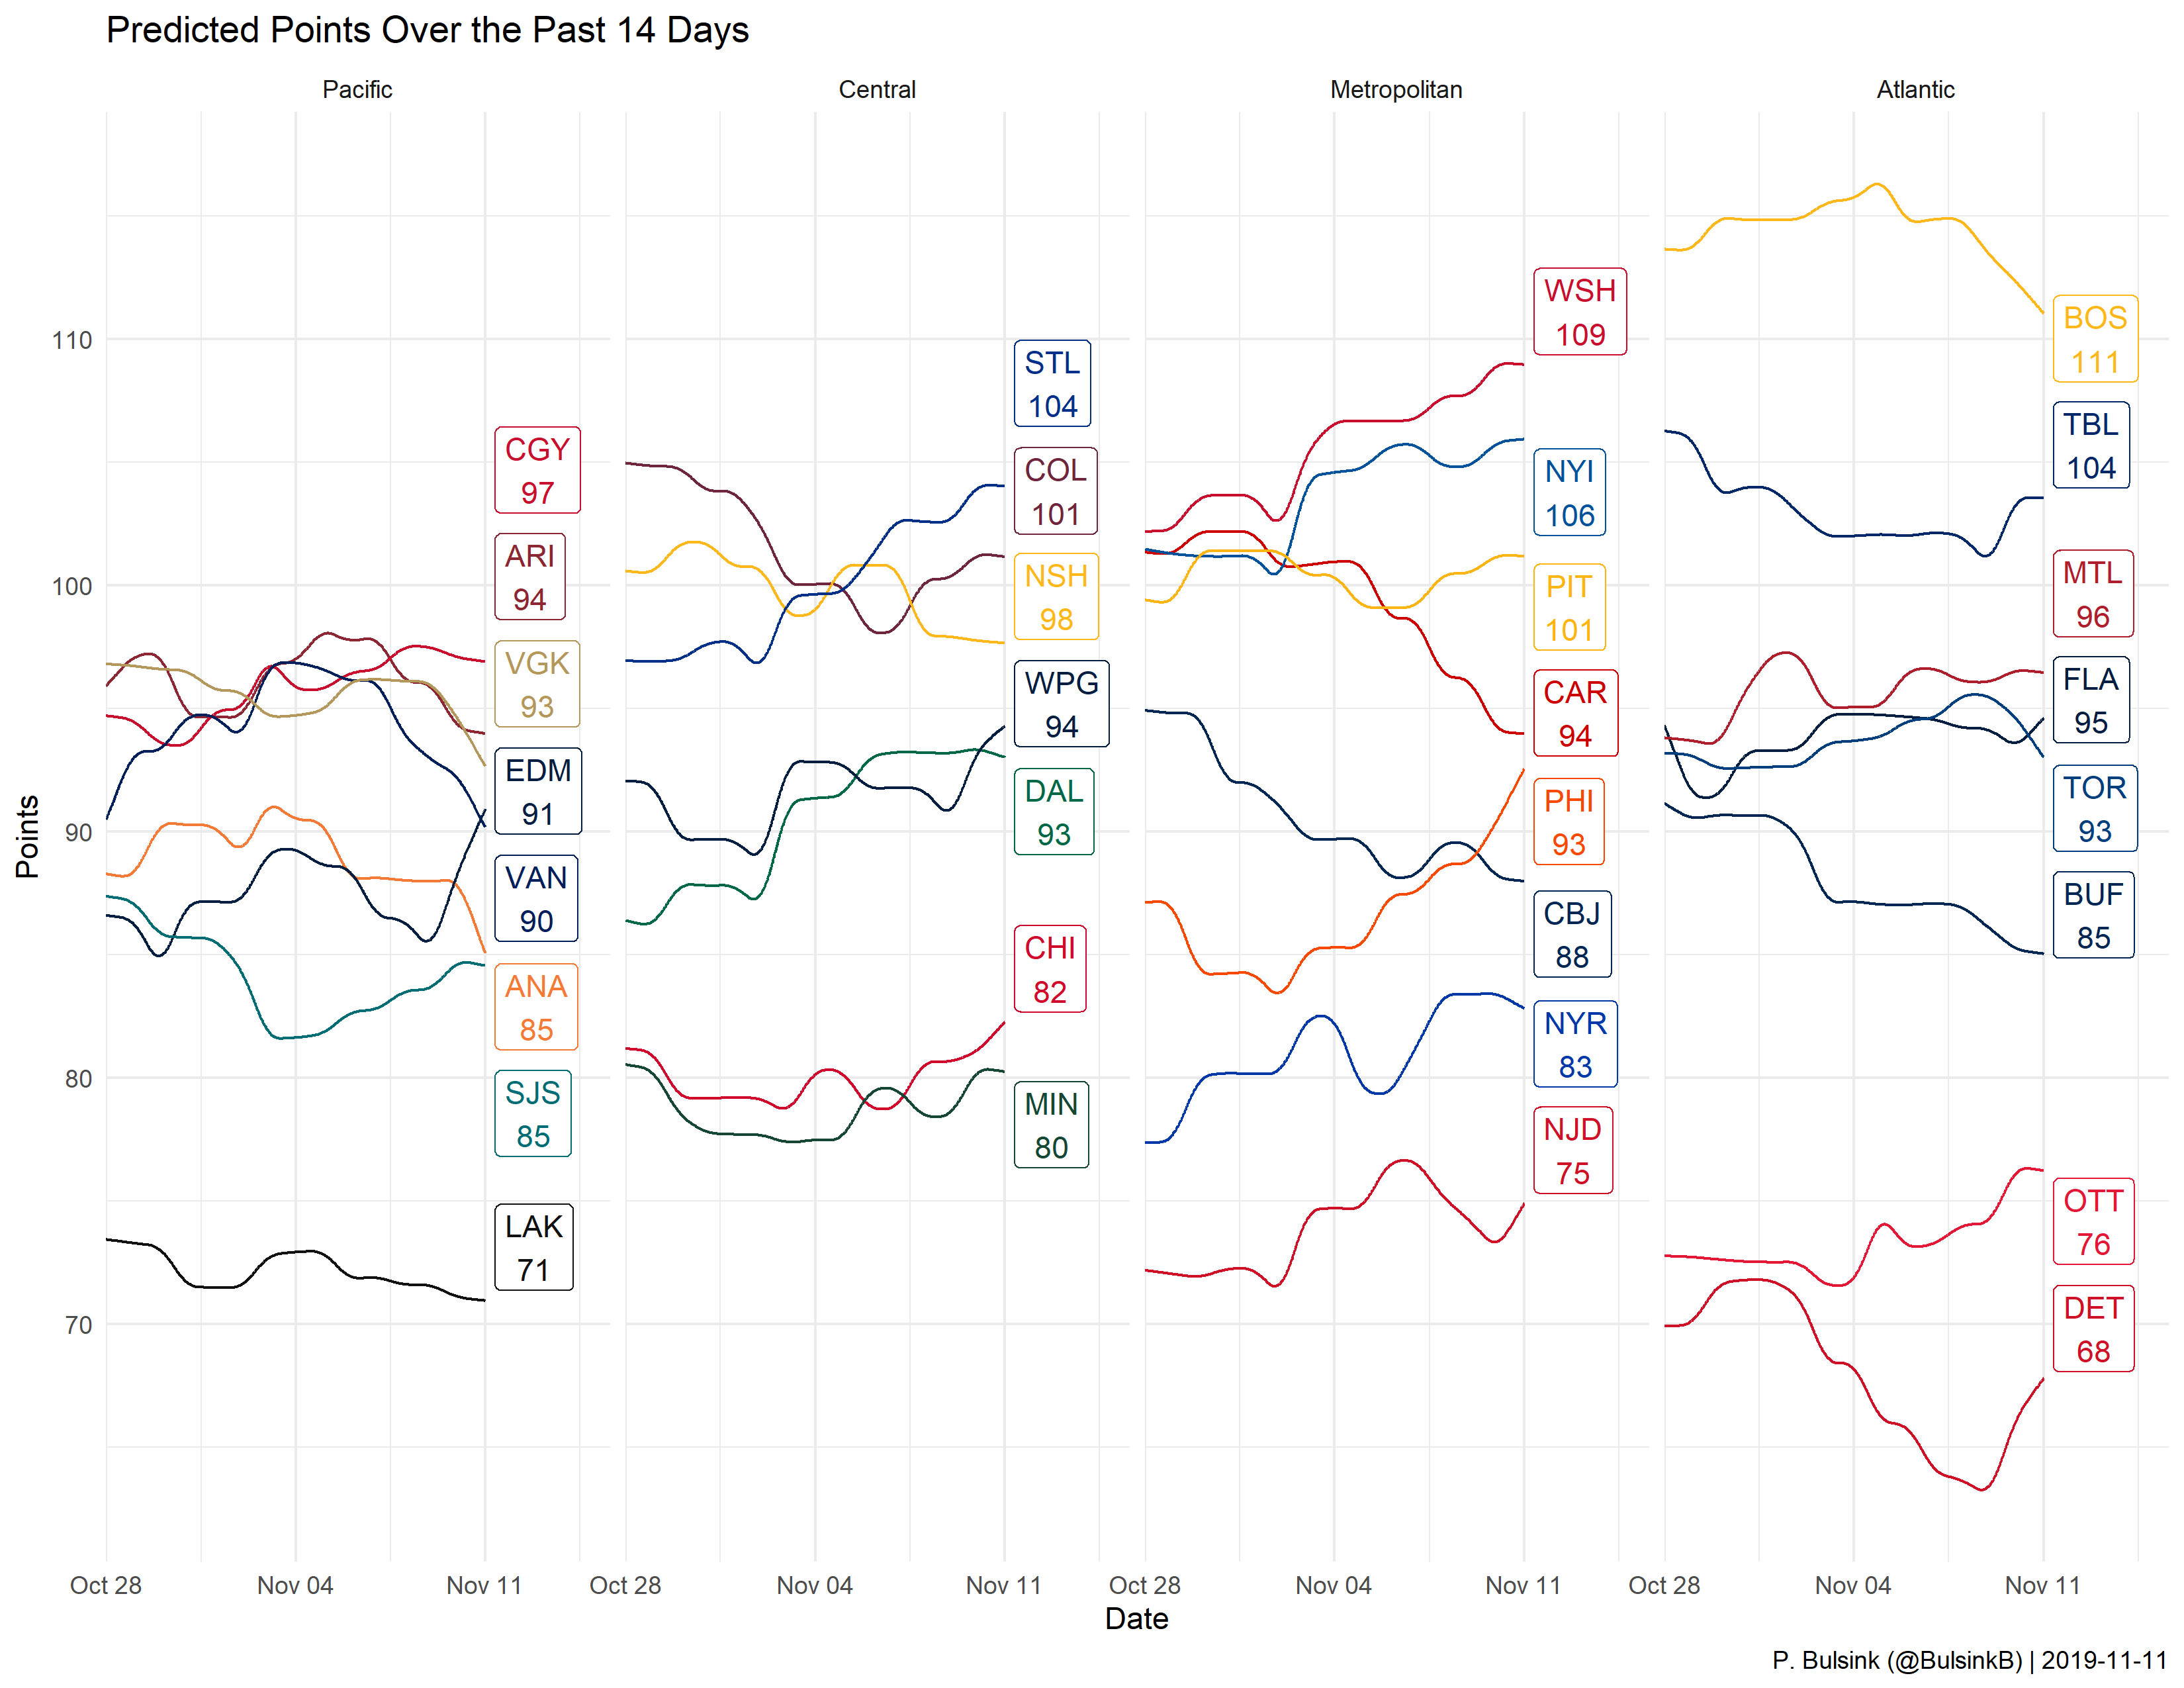 Predicted Points Over the Past 14 Days
Pacific
Central
Metropolitan
Atlantic
Points
110
100
90
80
70
CGY
97
ARI
94
VGK
93
EDM
91
VAN
90
ANA
85
SJS
85
LAK
71
STL
104
COL
101
NSH
98
WPG
94
DAL
93
CHI
82
MIN
80
WSH
109
NYI
106
PIT
101
CAR
94
PHI
93
CBJ
88
NYR
83
NJD
75
BOS
111
TBL
104
MTL
96
FLA
95
TOR
93
BUF
85
OTT
76
DET
68
Oct 28 Nov 04 Nov 11 Oct 28 Nov 04 Nov 11 Oct 28 Nov 04 Nov 11 Oct 28 Nov 04 Nov 11
Date
P. Bulsink (@BulsinkB) | 2019-11-11